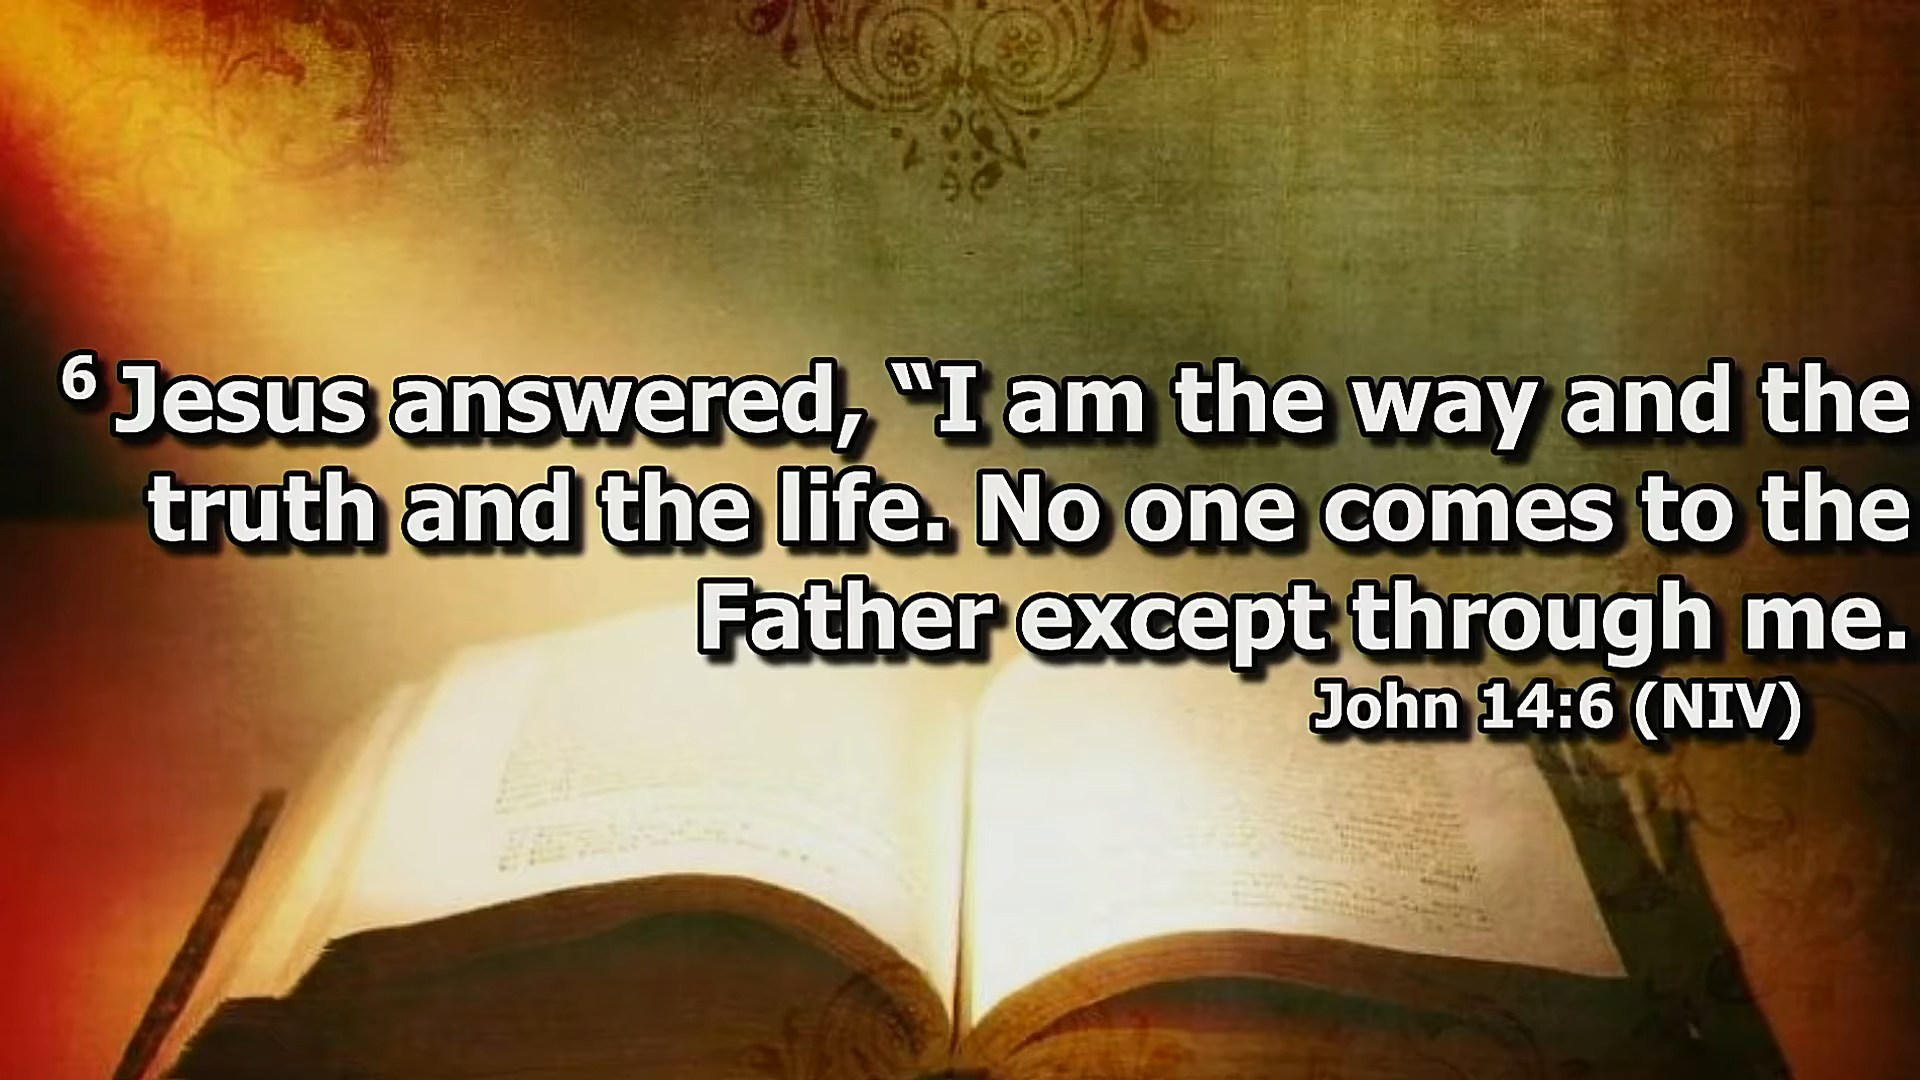 6 Jesus answered, “I am the way and the
truth and the life. No one comes to the
Father except through me.
John 14:6 (NIV)